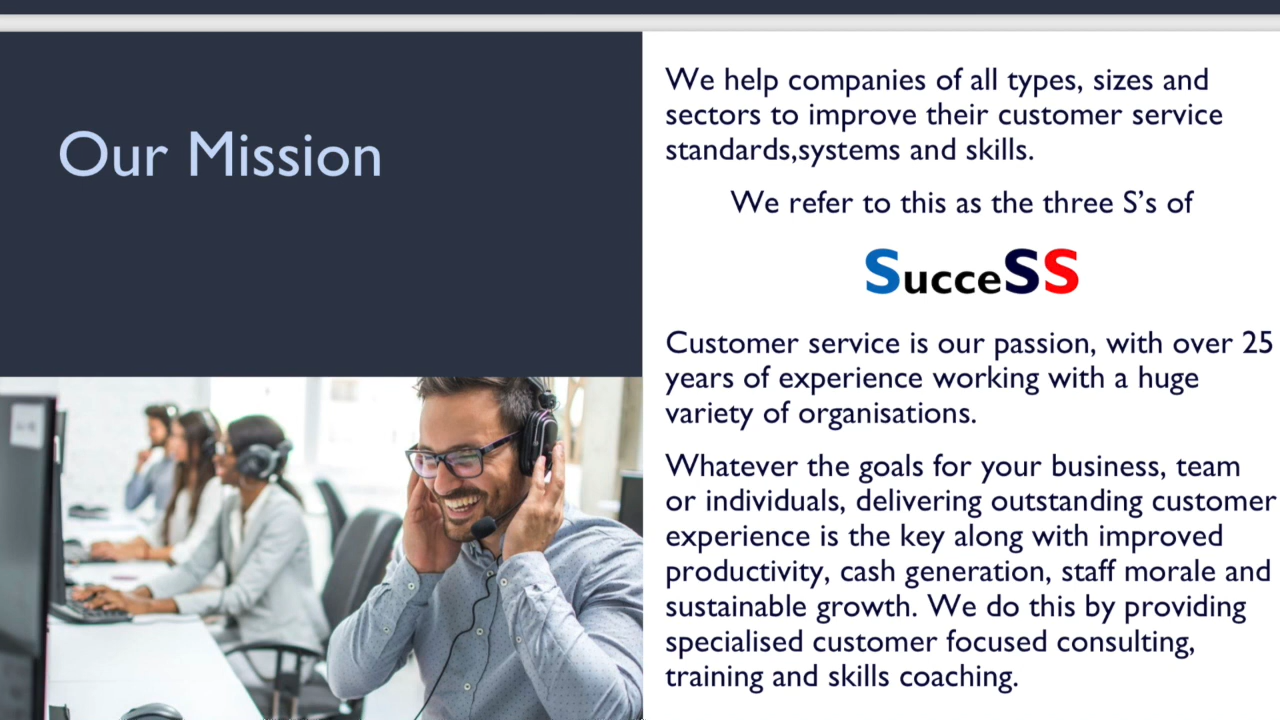 Our Mission
We help companies of all types, sizes and
sectors to improve their customer service
standards,systems and skills.
We refer to this as the three S’s of
SucceSS
Customer service is our passion, with over 25
years of experience working with a huge
variety of organisations.
Whatever the goals for your business, team
or individuals, delivering outstanding customer
experience is the key along with improved
productivity, cash generation, staff morale and
sustainable growth. We do this by providing
specialised customer focused consulting,
training and skills coaching.